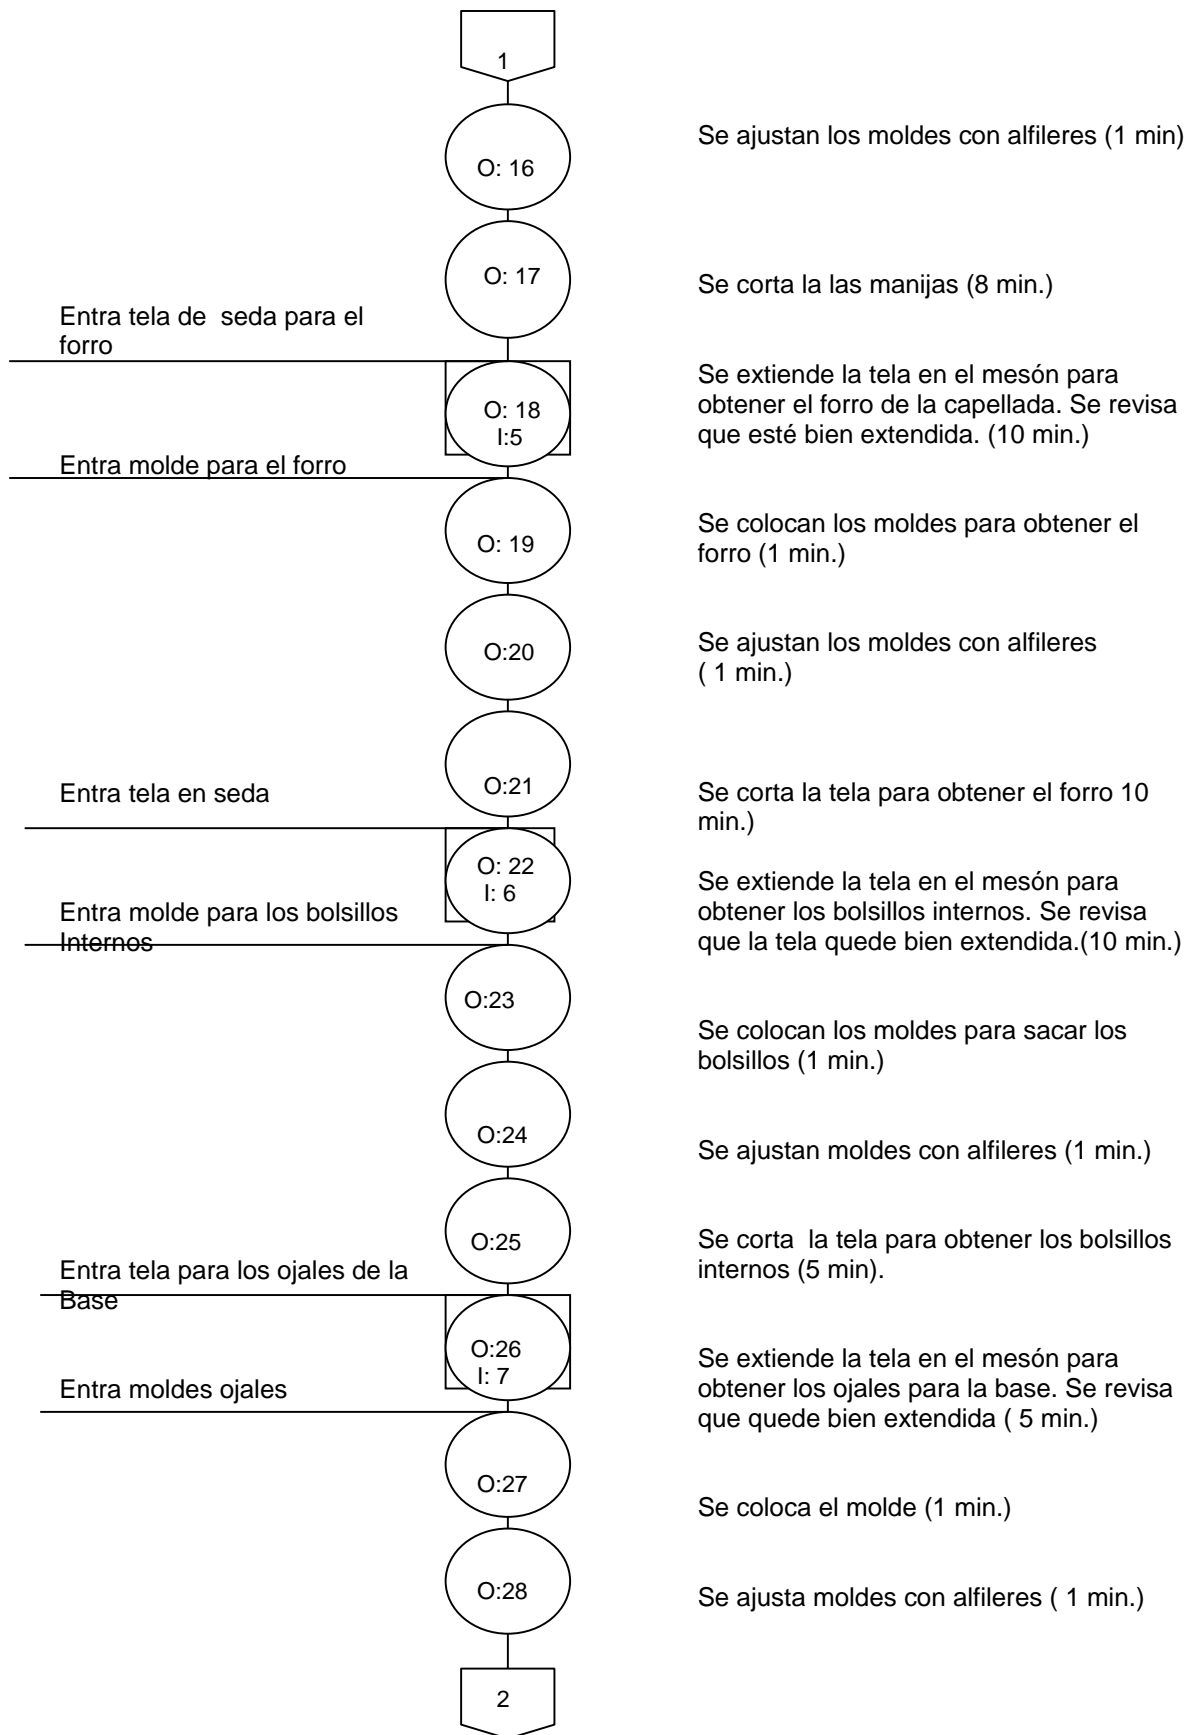 1
Se ajustan los moldes con alfileres (1 min)
O: 16
O: 17
Se corta la las manijas (8 min.)
Entra tela de  seda para el
forro
Se extiende la tela en el mesón para
obtener el forro de la capellada. Se revisa
que esté bien extendida. (10 min.)
O: 18
I:5
Entra molde para el forro
Se colocan los moldes para obtener el
forro (1 min.)
O: 19
Se ajustan los moldes con alfileres
( 1 min.)
O:20
O:21
Entra tela en seda
Se corta la tela para obtener el forro 10
min.)
O: 22
I: 6
Se extiende la tela en el mesón para
obtener los bolsillos internos. Se revisa
que la tela quede bien extendida.(10 min.)
Entra molde para los bolsillos
Internos
O:23
Se colocan los moldes para sacar los
bolsillos (1 min.)
O:24
Se ajustan moldes con alfileres (1 min.)
O:25
Se corta  la tela para obtener los bolsillos
internos (5 min).
Entra tela para los ojales de la
Base
O:26
I: 7
Se extiende la tela en el mesón para
obtener los ojales para la base. Se revisa
que quede bien extendida ( 5 min.)
Entra moldes ojales
O:27
Se coloca el molde (1 min.)
O:28
Se ajusta moldes con alfileres ( 1 min.)
2